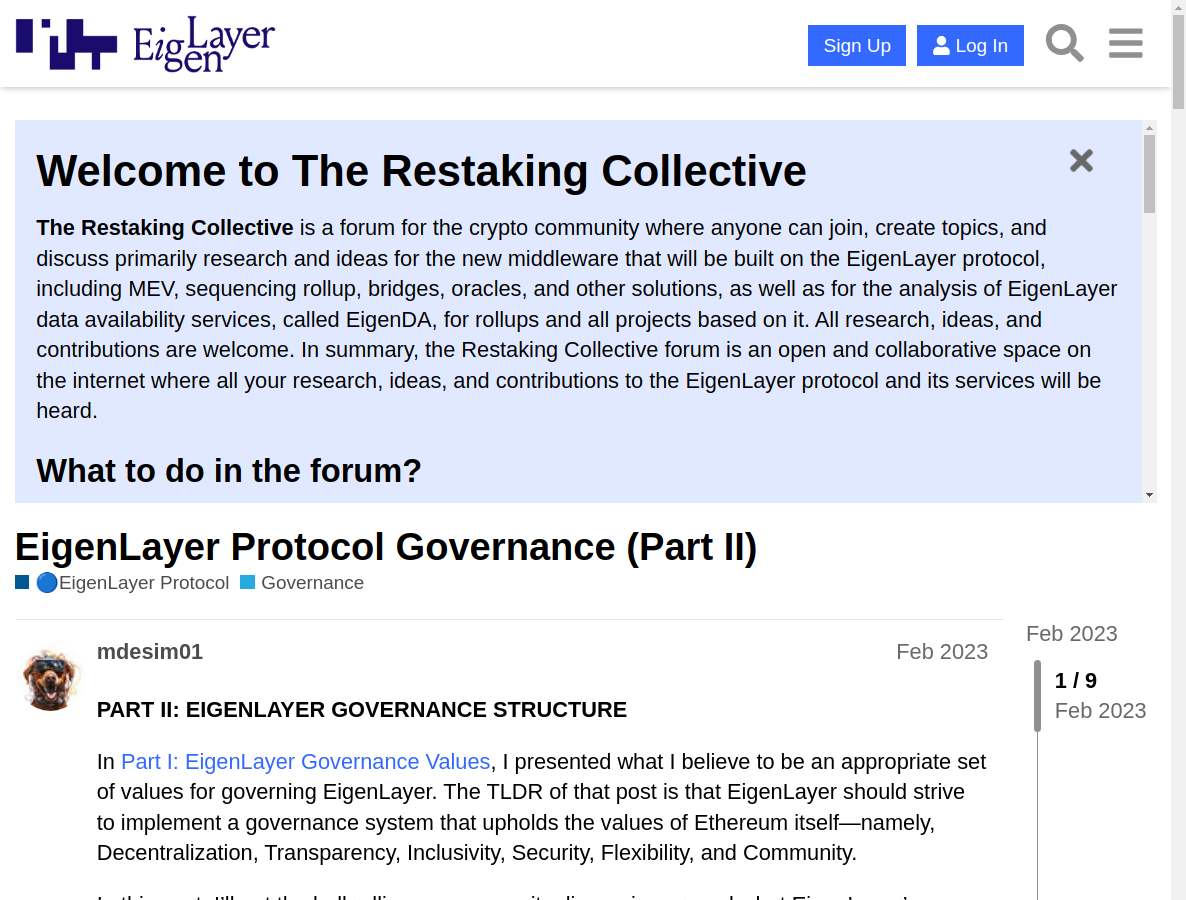 EigenLayer
Sign Up
Log In
Welcome to The Restaking Collective
The Restaking Collective is a forum for the crypto community where anyone can join, create topics, and
discuss primarily research and ideas for the new middleware that will be built on the EigenLayer protocol,
including MEV, sequencing rollup, bridges, oracles, and other solutions, as well as for the analysis of EigenLayer
data availability services, called EigenDA, for rollups and all projects based on it. All research, ideas, and
contributions are welcome. In summary, the Restaking Collective forum is an open and collaborative space on
the internet where all your research, ideas, and contributions to the EigenLayer protocol and its services will be
heard.
What to do in the forum?
EigenLayer Protocol Governance (Part II)
🔵EigenLayer Protocol Governance
mdesim01 Feb 2023
PART II: EIGENLAYER GOVERNANCE STRUCTURE
In Part I: EigenLayer Governance Values, I presented what I believe to be an appropriate set
of values for governing EigenLayer. The TLDR of that post is that EigenLayer should strive
to implement a governance system that upholds the values of Ethereum itself—namely,
Decentralization, Transparency, Inclusivity, Security, Flexibility, and Community.
Feb 2023
1 / 9
Feb 2023